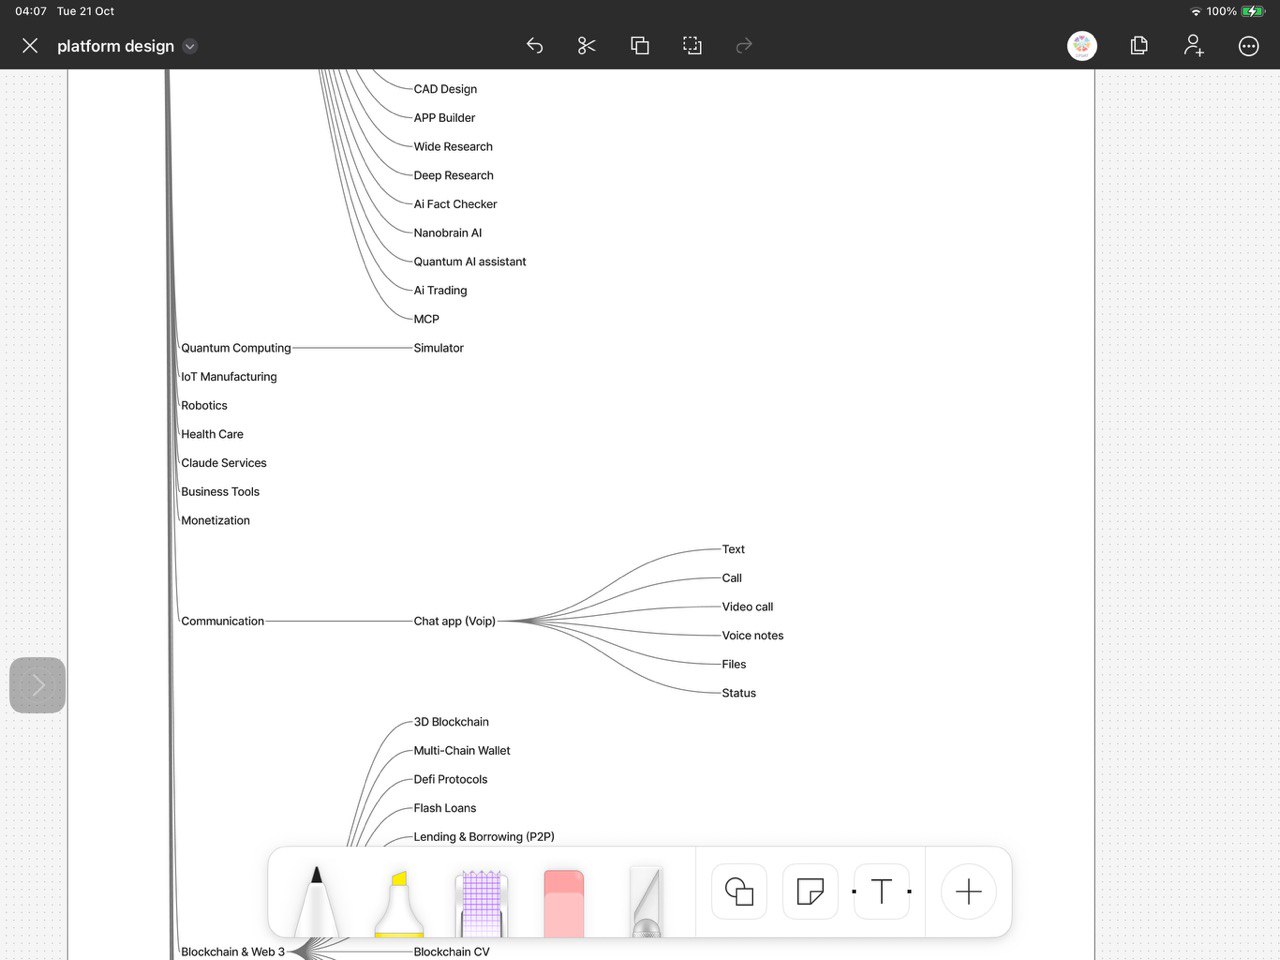 04:07 Tue 21 Oct
100%
platform design
CAD Design
APP Builder
Wide Research
Deep Research
Ai Fact Checker
Nanobrain AI
Quantum AI assistant
Ai Trading
MCP
Quantum Computing
Simulator
IoT Manufacturing
Robotics
Health Care
Claude Services
Business Tools
Monetization
Communication
Chat app (Voip)
Text
Call
Video call
Voice notes
Files
Status
3D Blockchain
Multi-Chain Wallet
Defi Protocols
Flash Loans
Lending & Borrowing (P2P)
T
Blockchain & Web 3
Blockchain CV